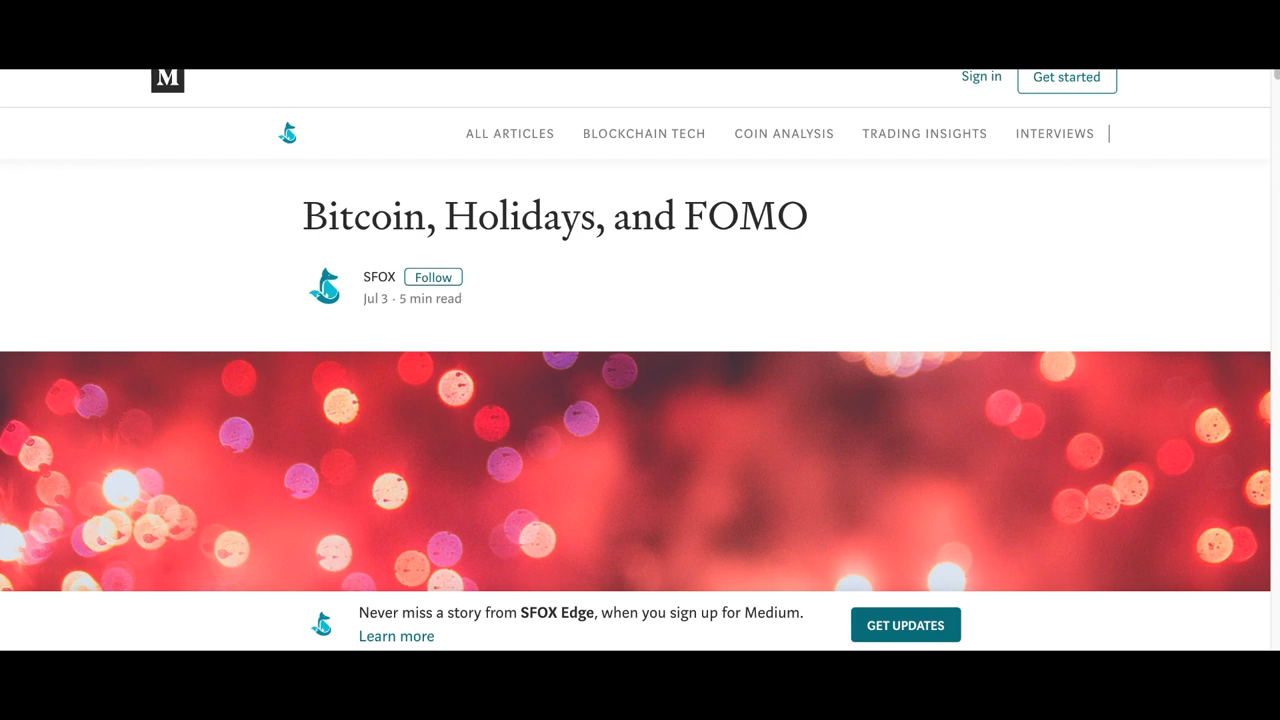 M
Sign in Get started
ALL ARTICLES BLOCKCHAIN TECH COIN ANALYSIS TRADING INSIGHTS INTERVIEWS
Bitcoin, Holidays, and FOMO
SFOX Follow
Jul 3 · 5 min read
Never miss a story from SFOX Edge, when you sign up for Medium.
Learn more
GET UPDATES